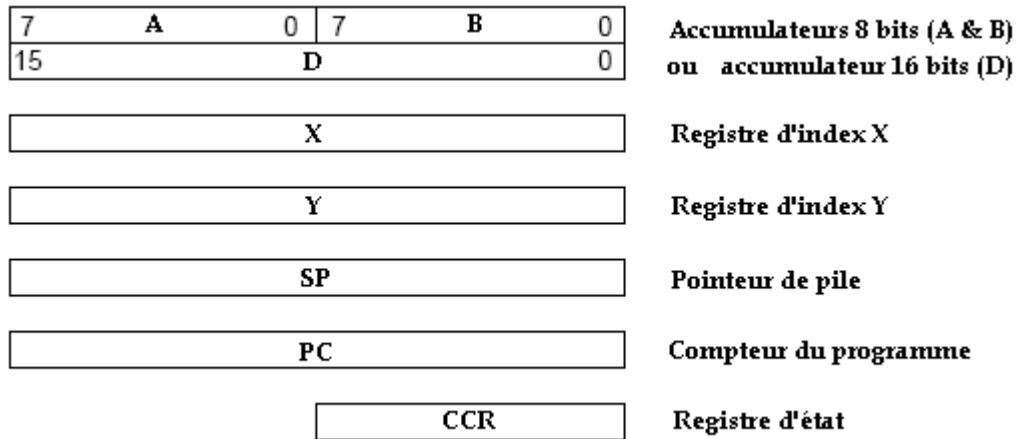 7 A 0 7 B 0 Accumulateurs 8 bits (A & B)
15 D 0 ou accumulateur 16 bits (D)
X Registre d'index X
Y Registre d'index Y
SP Pointeur de pile
PC Compteur du programme
CCR Registre d'état